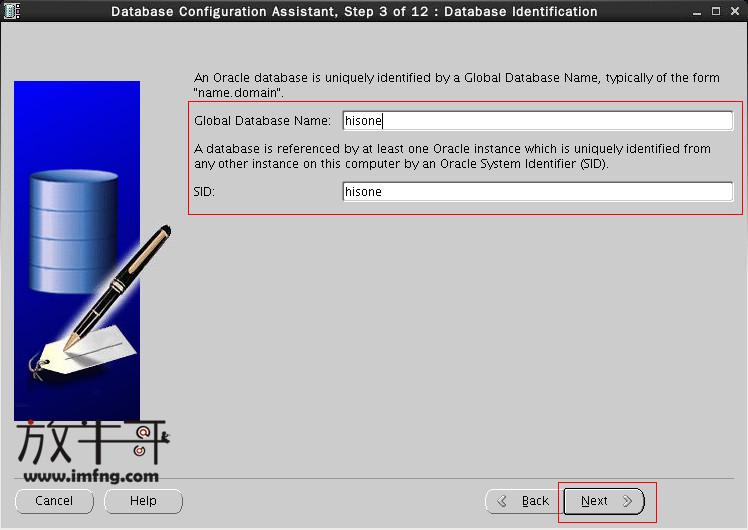 Database Configuration Assistant, Step 3 of 12 : Database Identification
An Oracle database is uniquely identified by a Global Database Name, typically of the form
"name.domain".
Global Database Name: hisone
A database is referenced by at least one Oracle instance which is uniquely identified from
any other instance on this computer by an Oracle System Identifier (SID).
SID: hisone
放牛哥
www.imfng.com
Cancel Help Back Next